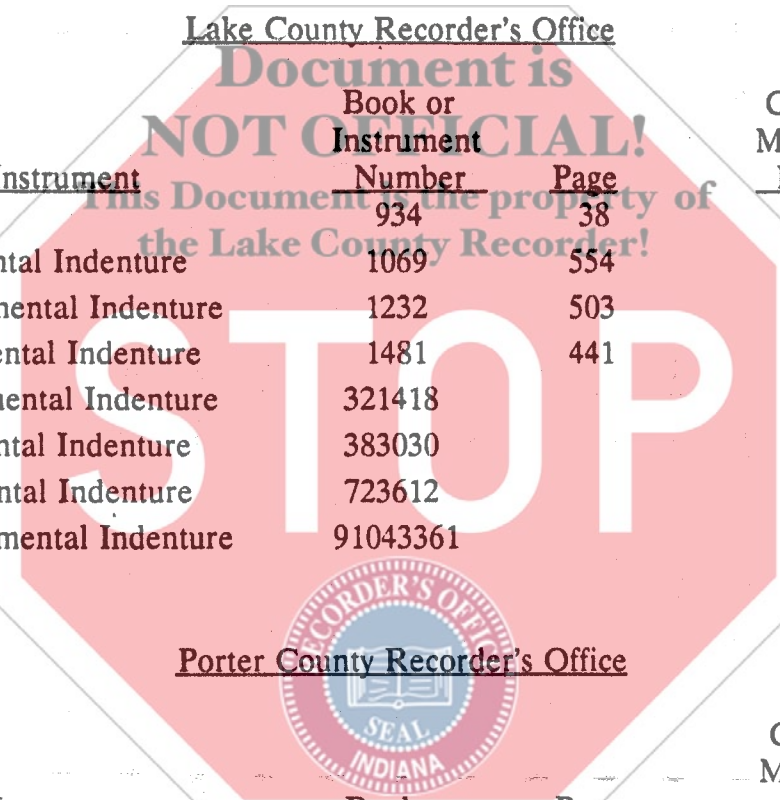 Lake County Recorder's Office
Document is
Book or
NOT OFFICIAL!
Instrument
Instrument Number Page
This Document is the property of
934 38
the Lake County Recorder!
ntal Indenture 1069 554
nental Indenture 1232 503
ental Indenture 1481 441
nental Indenture 321418
ntal Indenture 383030
ntal Indenture 723612
mental Indenture 91043361
STOP
RECORDER'S OFFICE
Porter County Recorder's Office
SEAL
INDIANA